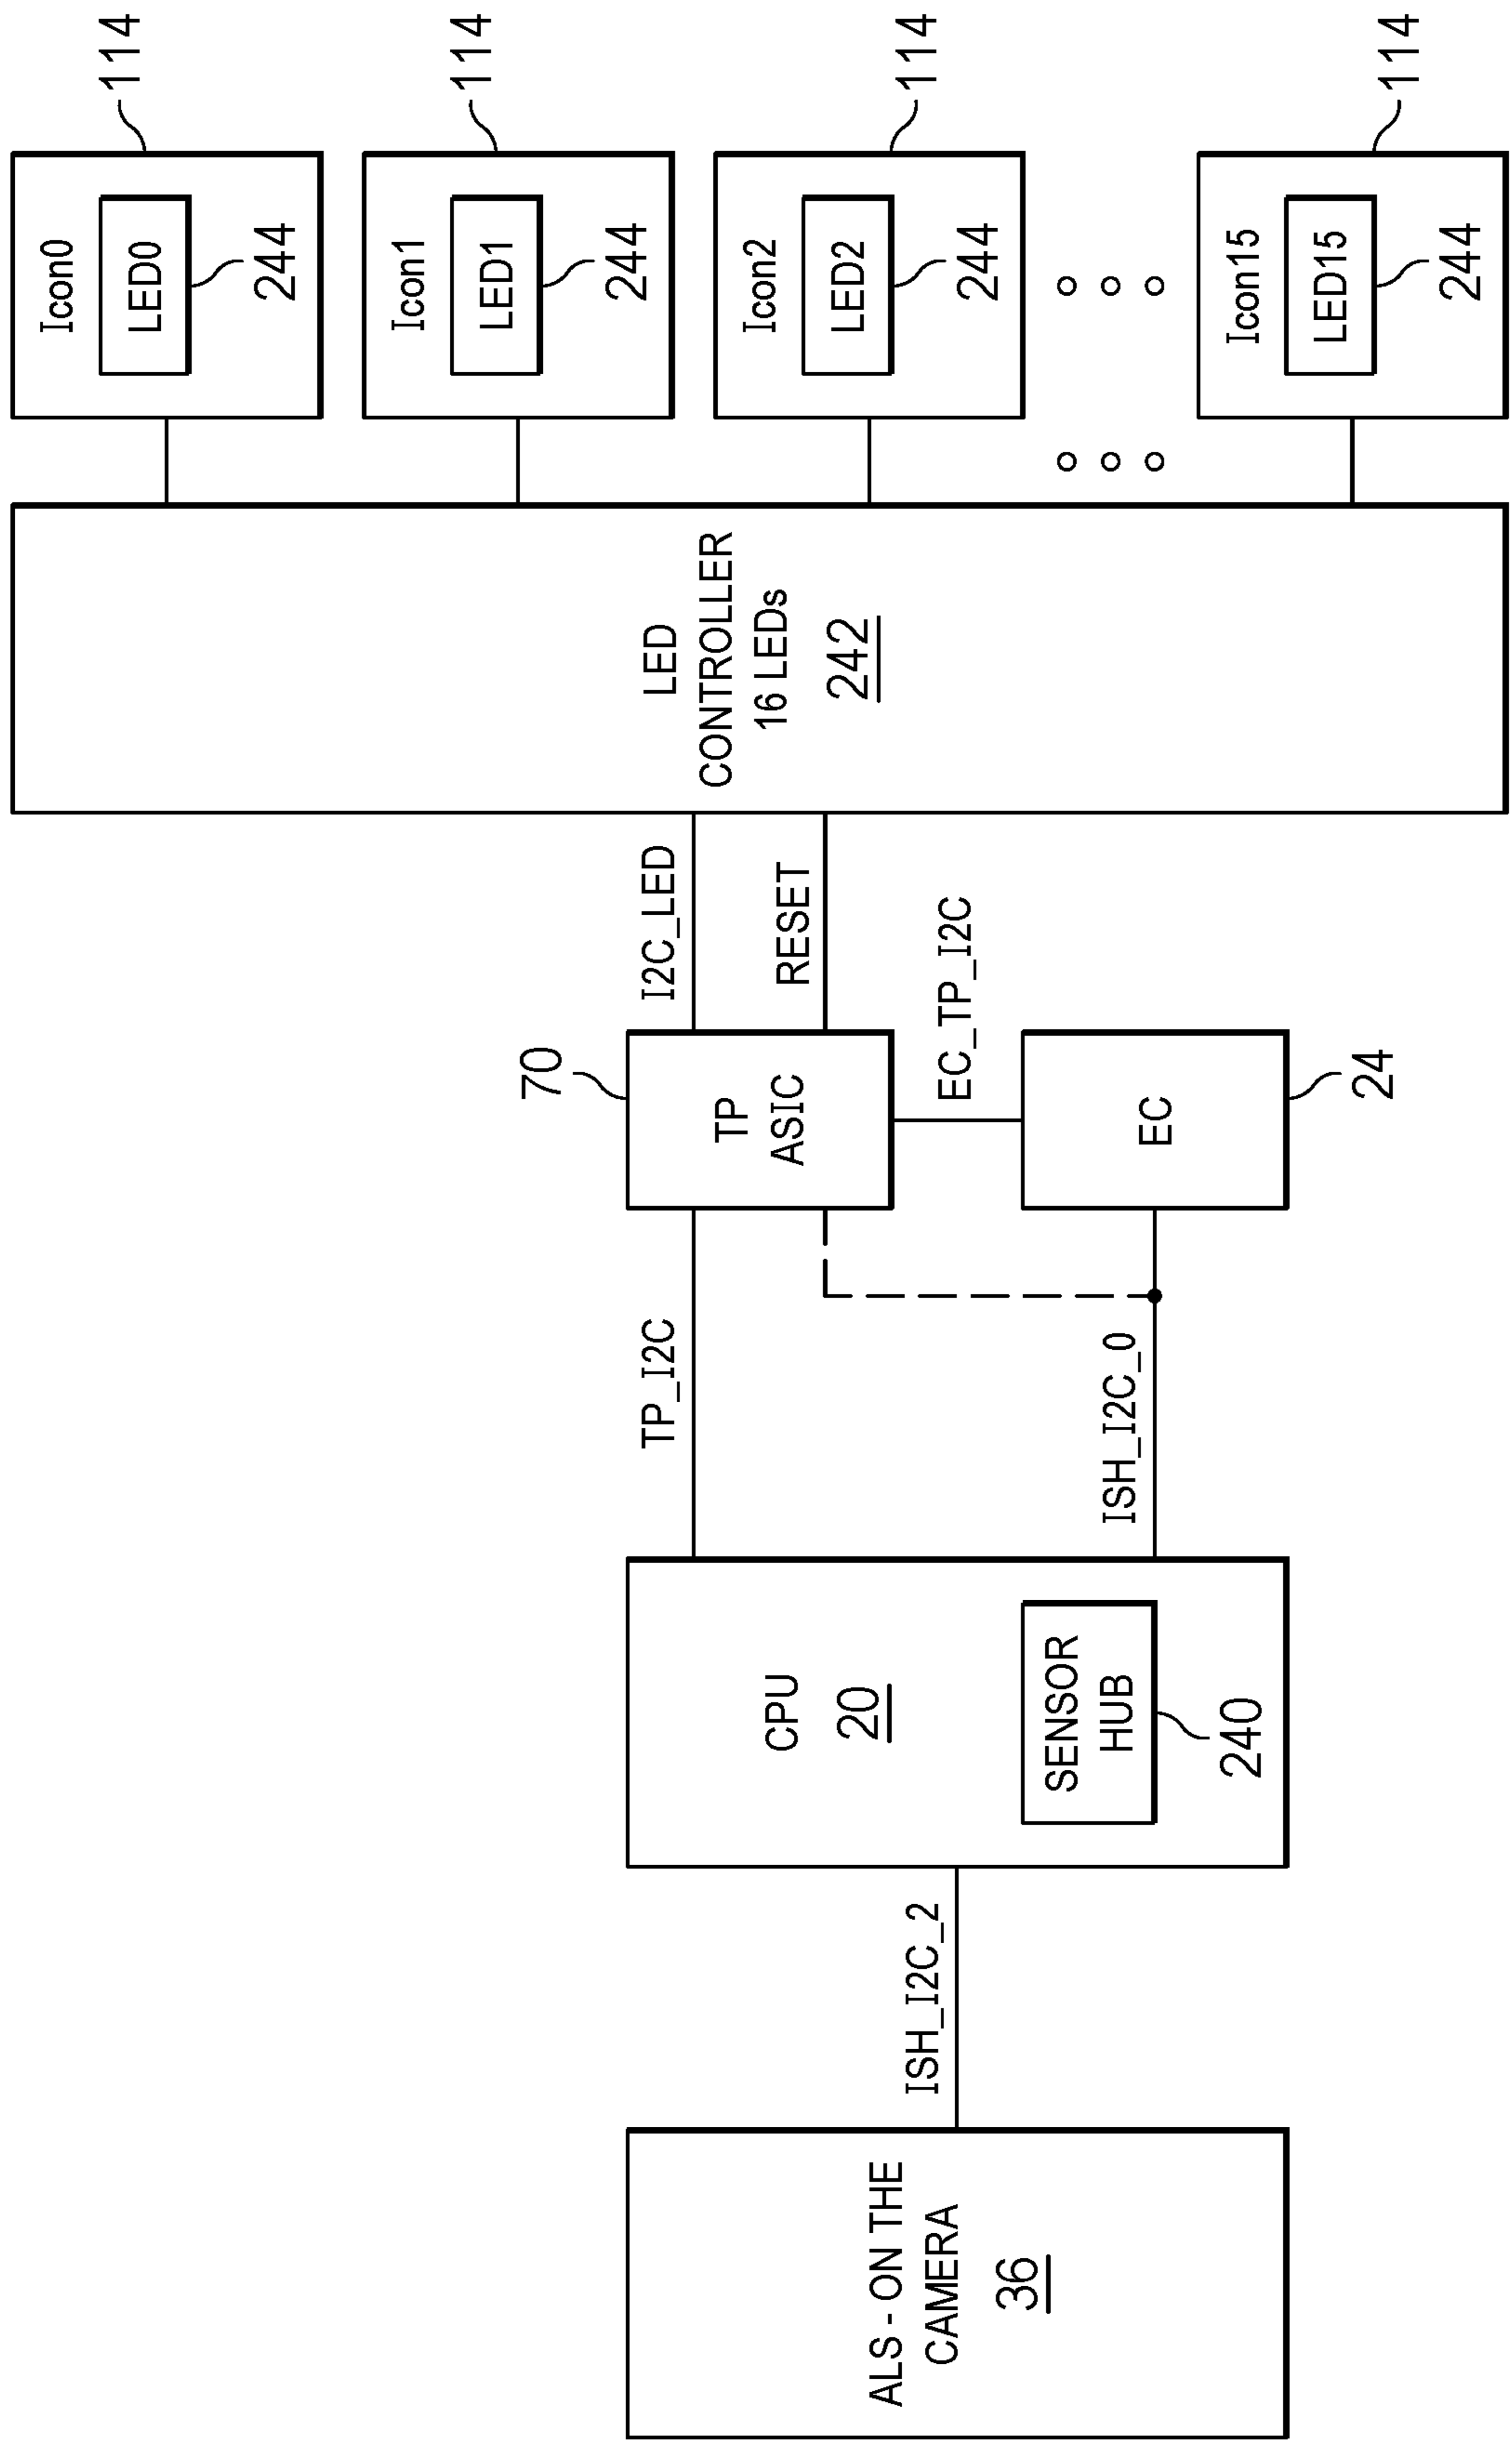 ALS - ON THE
CAMERA
36
ISH_I2C_2
CPU
20
SENSOR
HUB
240
TP_I2C
ISH_I2C_0
70
TP
ASIC
EC_TP_I2C
EC
24
I2C_LED
RESET
LED
CONTROLLER
16 LEDs
242
Icon0
LED0
244
114
Icon1
LED1
244
114
Icon2
LED2
244
114
Icon15
LED15
244
114